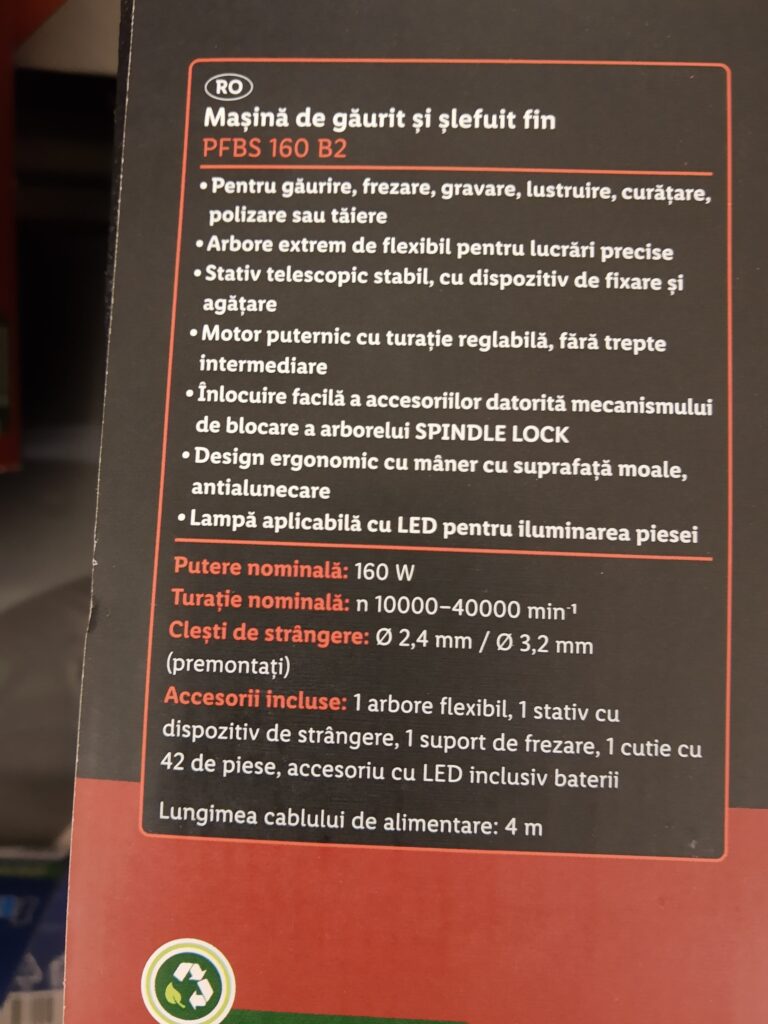 RO
Mașină de găurit și șlefuit fin
PFBS 160 B2
• Pentru găurire, frezare, gravare, lustruire, curățare,
polizare sau tăiere
• Arbore extrem de flexibil pentru lucrări precise
• Stativ telescopic stabil, cu dispozitiv de fixare și
agățare
• Motor puternic cu turație reglabilă, fără trepte
intermediare
• Înlocuire facilă a accesoriilor datorită mecanismului
de blocare a arborelui SPINDLE LOCK
• Design ergonomic cu mâner cu suprafață moale,
antialunecare
• Lampă aplicabilă cu LED pentru iluminarea piesei
Putere nominală: 160 W
Turație nominală: n 10000–40000 min⁻¹
Clești de strângere: Ø 2,4 mm / Ø 3,2 mm
(premontați)
Accesorii incluse: 1 arbore flexibil, 1 stativ cu
dispozitiv de strângere, 1 suport de frezare, 1 cutie cu
42 de piese, accesoriu cu LED inclusiv baterii
Lungimea cablului de alimentare: 4 m